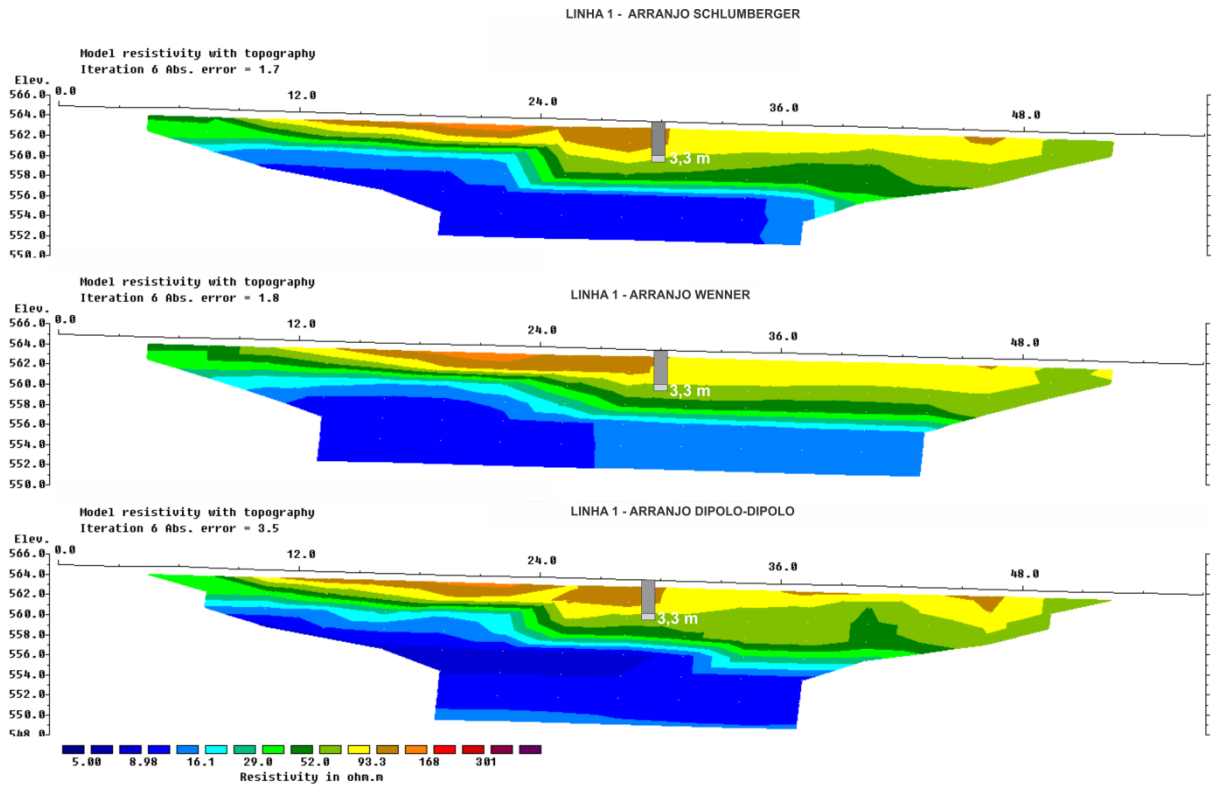 LINHA 1 - ARRANJO SCHLUMBERGER
Model resistivity with topography
Iteration 6 Abs. error = 1.7
Elev.
566.0 0.0
564.0 12.0 24.0 36.0 48.0
562.0
560.0 3,3 m
558.0
556.0
554.0
552.0
550.0
Model resistivity with topography
Iteration 6 Abs. error = 1.8
LINHA 1 - ARRANJO WENNER
Elev.
566.0 0.0
564.0 12.0 24.0 36.0 48.0
562.0
560.0 3,3 m
558.0
556.0
554.0
552.0
550.0
Model resistivity with topography
Iteration 6 Abs. error = 3.5
LINHA 1 - ARRANJO DIPOLO-DIPOLO
Elev.
566.0 0.0
564.0 12.0 24.0 36.0 48.0
562.0
560.0 3,3 m
558.0
556.0
554.0
552.0
550.0
548.0
5.00 8.98 16.1 29.0 52.0 93.3 168 301
Resistivity in ohm.m